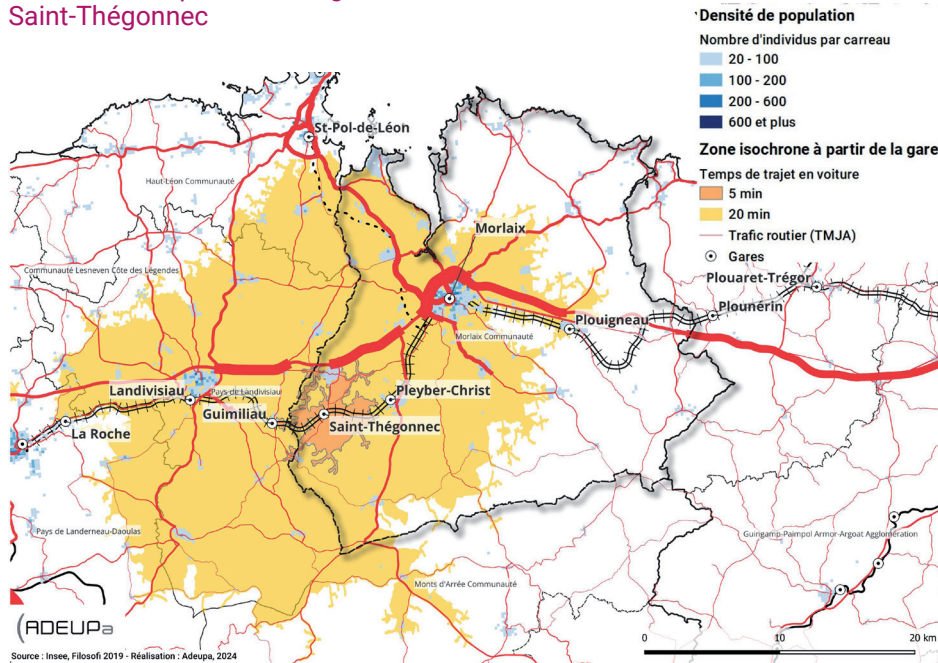 Saint-Thégonnec
Densité de population
Nombre d'individus par carreau
20 - 100
100 - 200
200 - 600
600 et plus
Zone isochrone à partir de la gare
Temps de trajet en voiture
5 min
20 min
Trafic routier (TMJA)
Gares
St-Pol-de-Léon
Haut-Léon Communauté
Morlaix
Communauté Lesneven Côte des Légendes
Plouaret-Trégor
Plounérin
Plouigneau
Morlaix Communauté
Landivisiau
Pays de Landivisiau
Pleyber-Christ
Guimiliau
Saint-Thégonnec
La Roche
Pays de Landerneau-Daoulas
Guingamp-Paimpol Armor-Argoat Agglomération
Monts d'Arrée Communauté
ADEUPa
0 10 20 km
Source : Insee, Filosofi 2019 - Réalisation : Adeupa, 2024